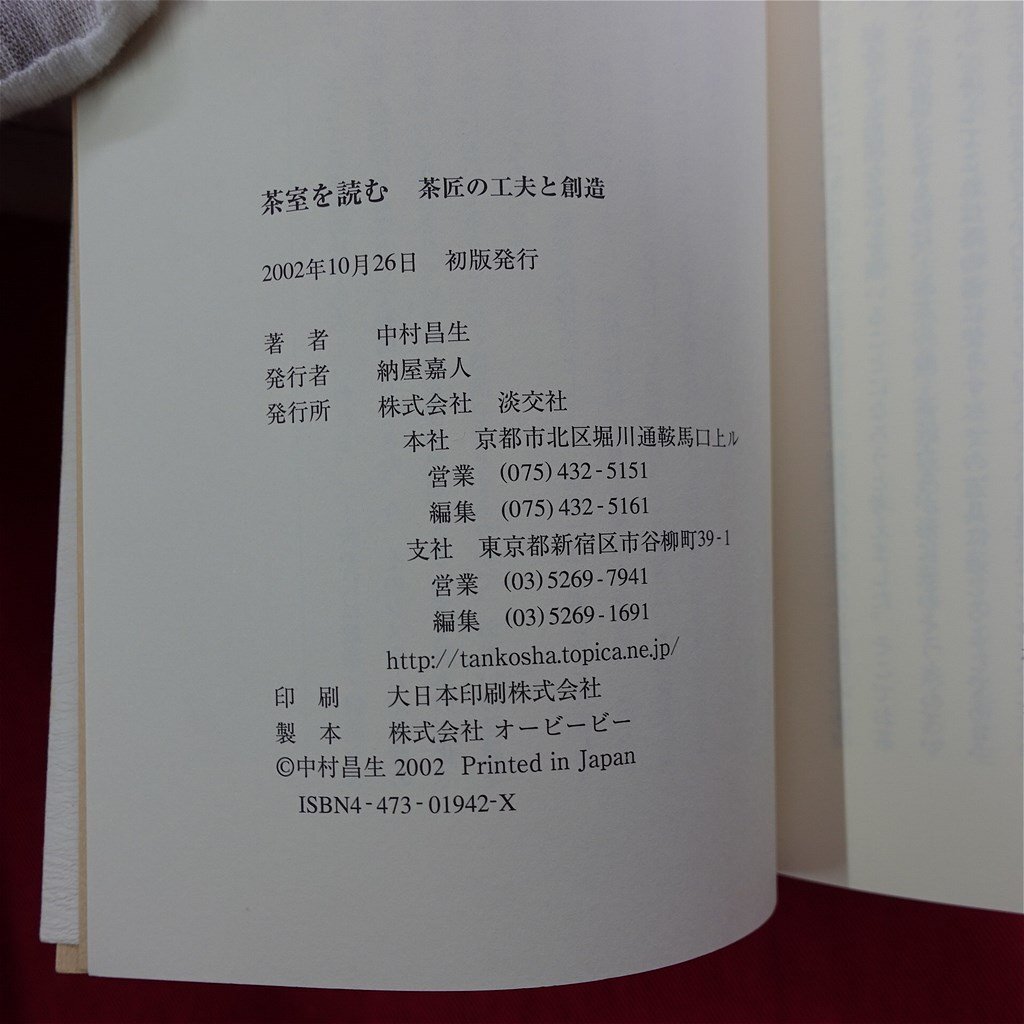 茶室を読む　茶匠の工夫と創造
2002年10月26日　初版発行
著　者　中村昌生
発行者　納屋嘉人
発行所　株式会社　淡交社
本社　京都市北区堀川通鞍馬口上ル
営業　(075) 432-5151
編集　(075) 432-5161
支社　東京都新宿区市谷柳町39-1
営業　(03) 5269-7941
編集　(03) 5269-1691
http://tankosha.topica.ne.jp/
印　刷　大日本印刷株式会社
製　本　株式会社 オービービー
©中村昌生 2002 Printed in Japan
ISBN4-473-01942-X